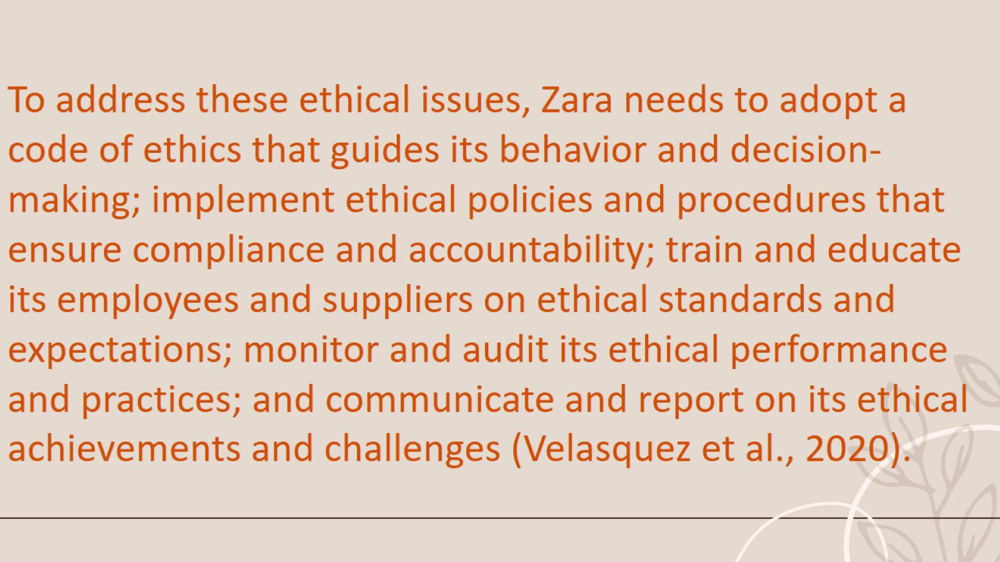 To address these ethical issues, Zara needs to adopt a
code of ethics that guides its behavior and decision-
making; implement ethical policies and procedures that
ensure compliance and accountability; train and educate
its employees and suppliers on ethical standards and
expectations; monitor and audit its ethical performance
and practices; and communicate and report on its ethical
achievements and challenges (Velasquez et al., 2020).